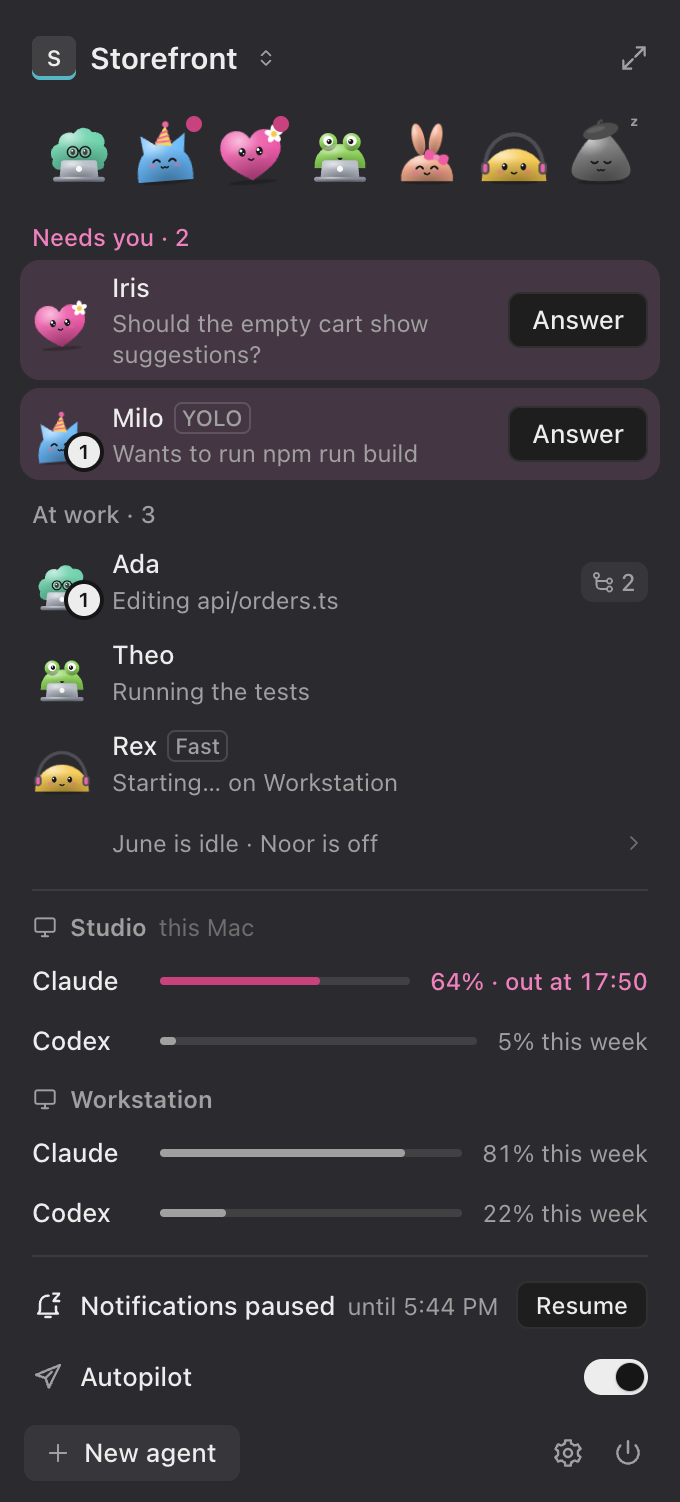 S Storefront
z
Needs you · 2
Iris
Should the empty cart show
suggestions?
Answer
Milo YOLO
1
Wants to run npm run build
Answer
At work · 3
Ada
1
Editing api/orders.ts
2
Theo
Running the tests
Rex Fast
Starting... on Workstation
June is idle · Noor is off
Studio this Mac
Claude 64% · out at 17:50
Codex 5% this week
Workstation
Claude 81% this week
Codex 22% this week
z Notifications paused until 5:44 PM Resume
Autopilot
+ New agent